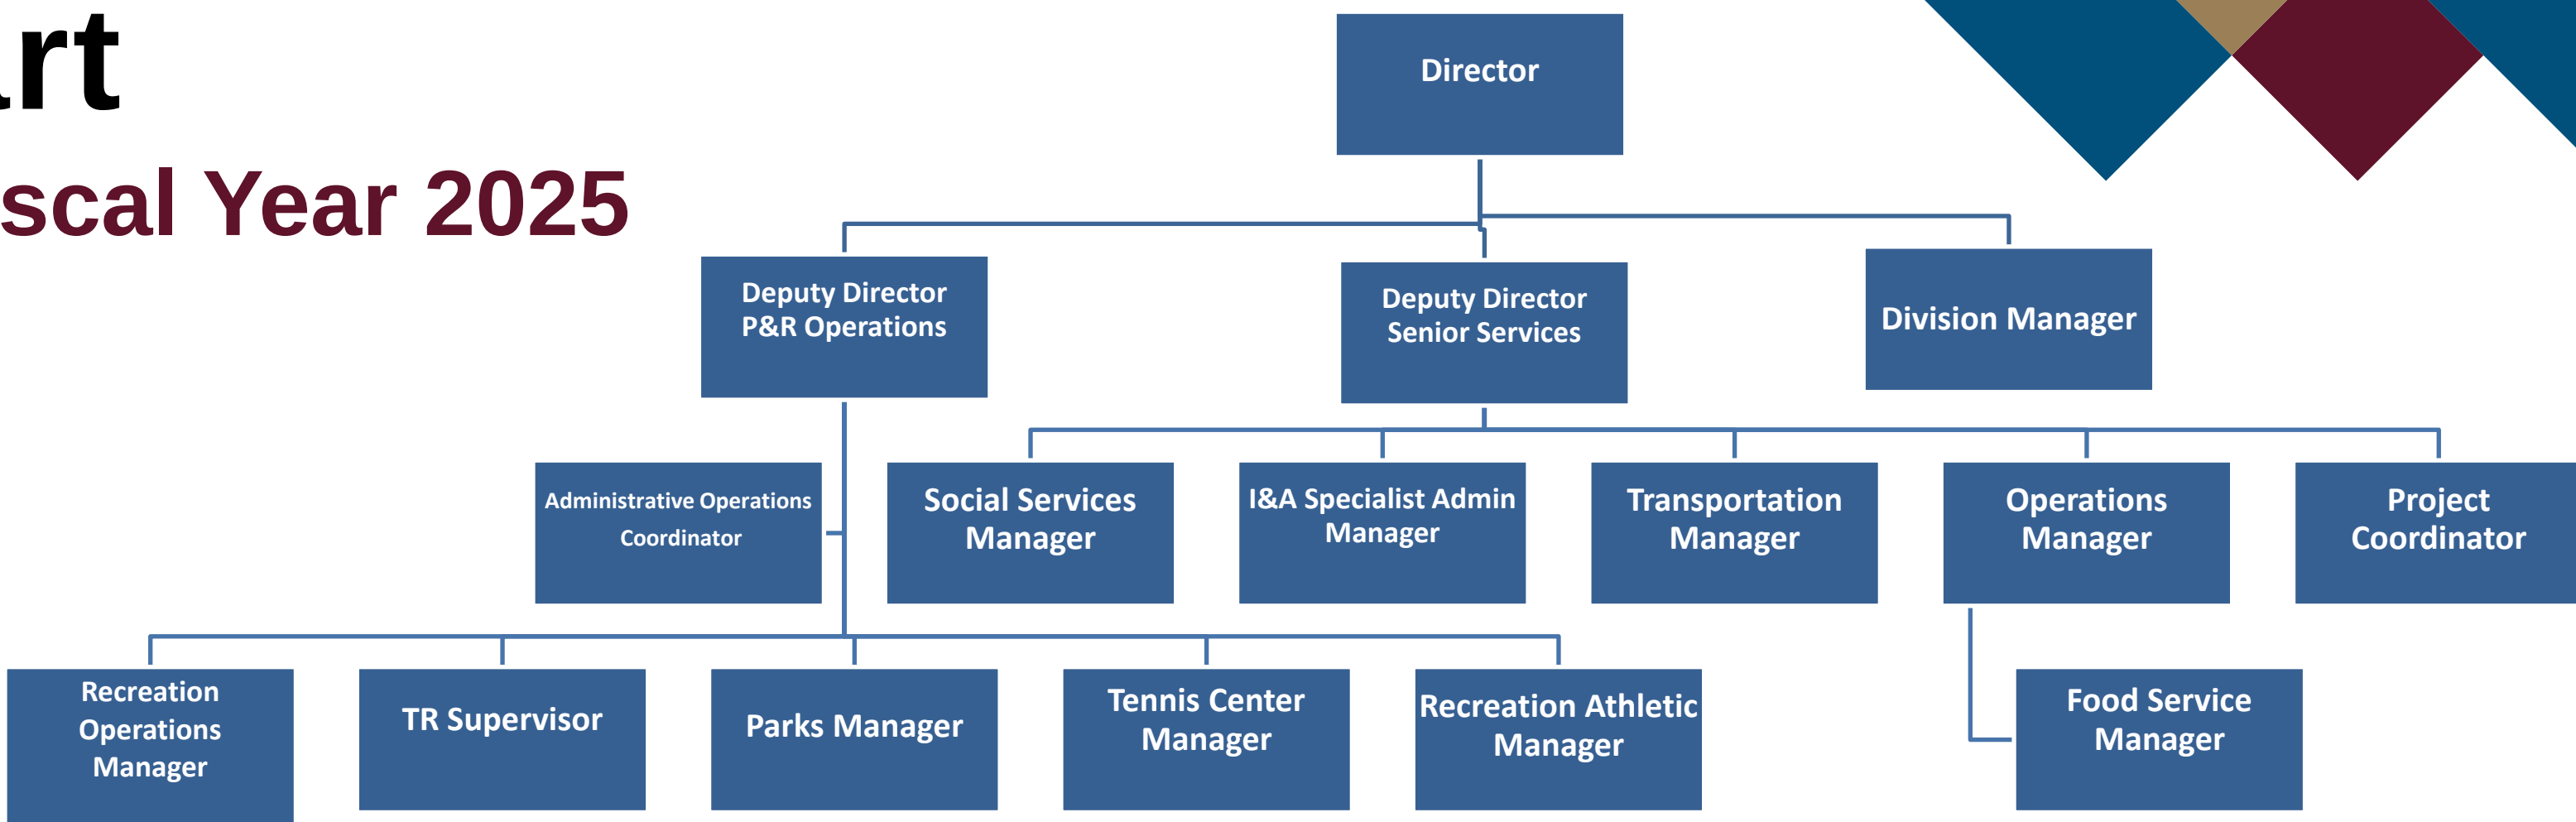 art
scal Year 2025
Director
Deputy Director
P&R Operations
Deputy Director
Senior Services
Division Manager
Administrative Operations
Coordinator
Social Services
Manager
I&A Specialist Admin
Manager
Transportation
Manager
Operations
Manager
Project
Coordinator
Recreation
Operations
Manager
TR Supervisor
Parks Manager
Tennis Center
Manager
Recreation Athletic
Manager
Food Service
Manager